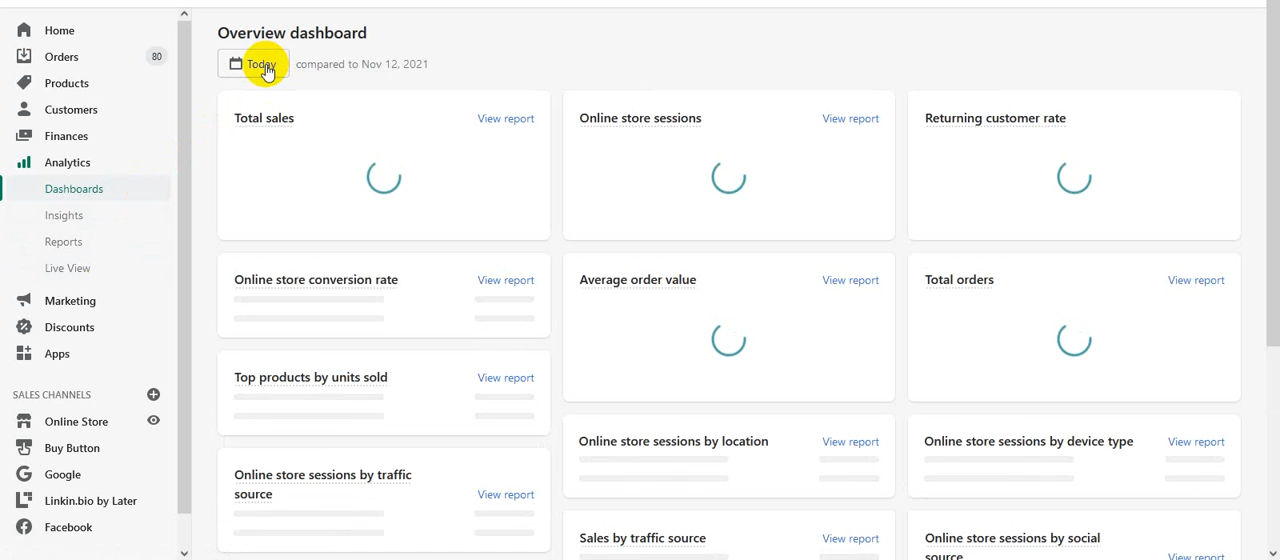 Home
Orders
80
Products
Customers
Finances
Analytics
Dashboards
Insights
Reports
Live View
Marketing
Discounts
Apps
SALES CHANNELS
Online Store
Buy Button
Google
Linkin.bio by Later
Facebook
Overview dashboard
Today compared to Nov 12, 2021
Total sales View report
Online store sessions View report
Returning customer rate
Online store conversion rate View report
Average order value View report
Total orders View report
Top products by units sold View report
Online store sessions by location View report
Online store sessions by device type View report
Online store sessions by traffic
source View report
Sales by traffic source View report
Online store sessions by social
source View report